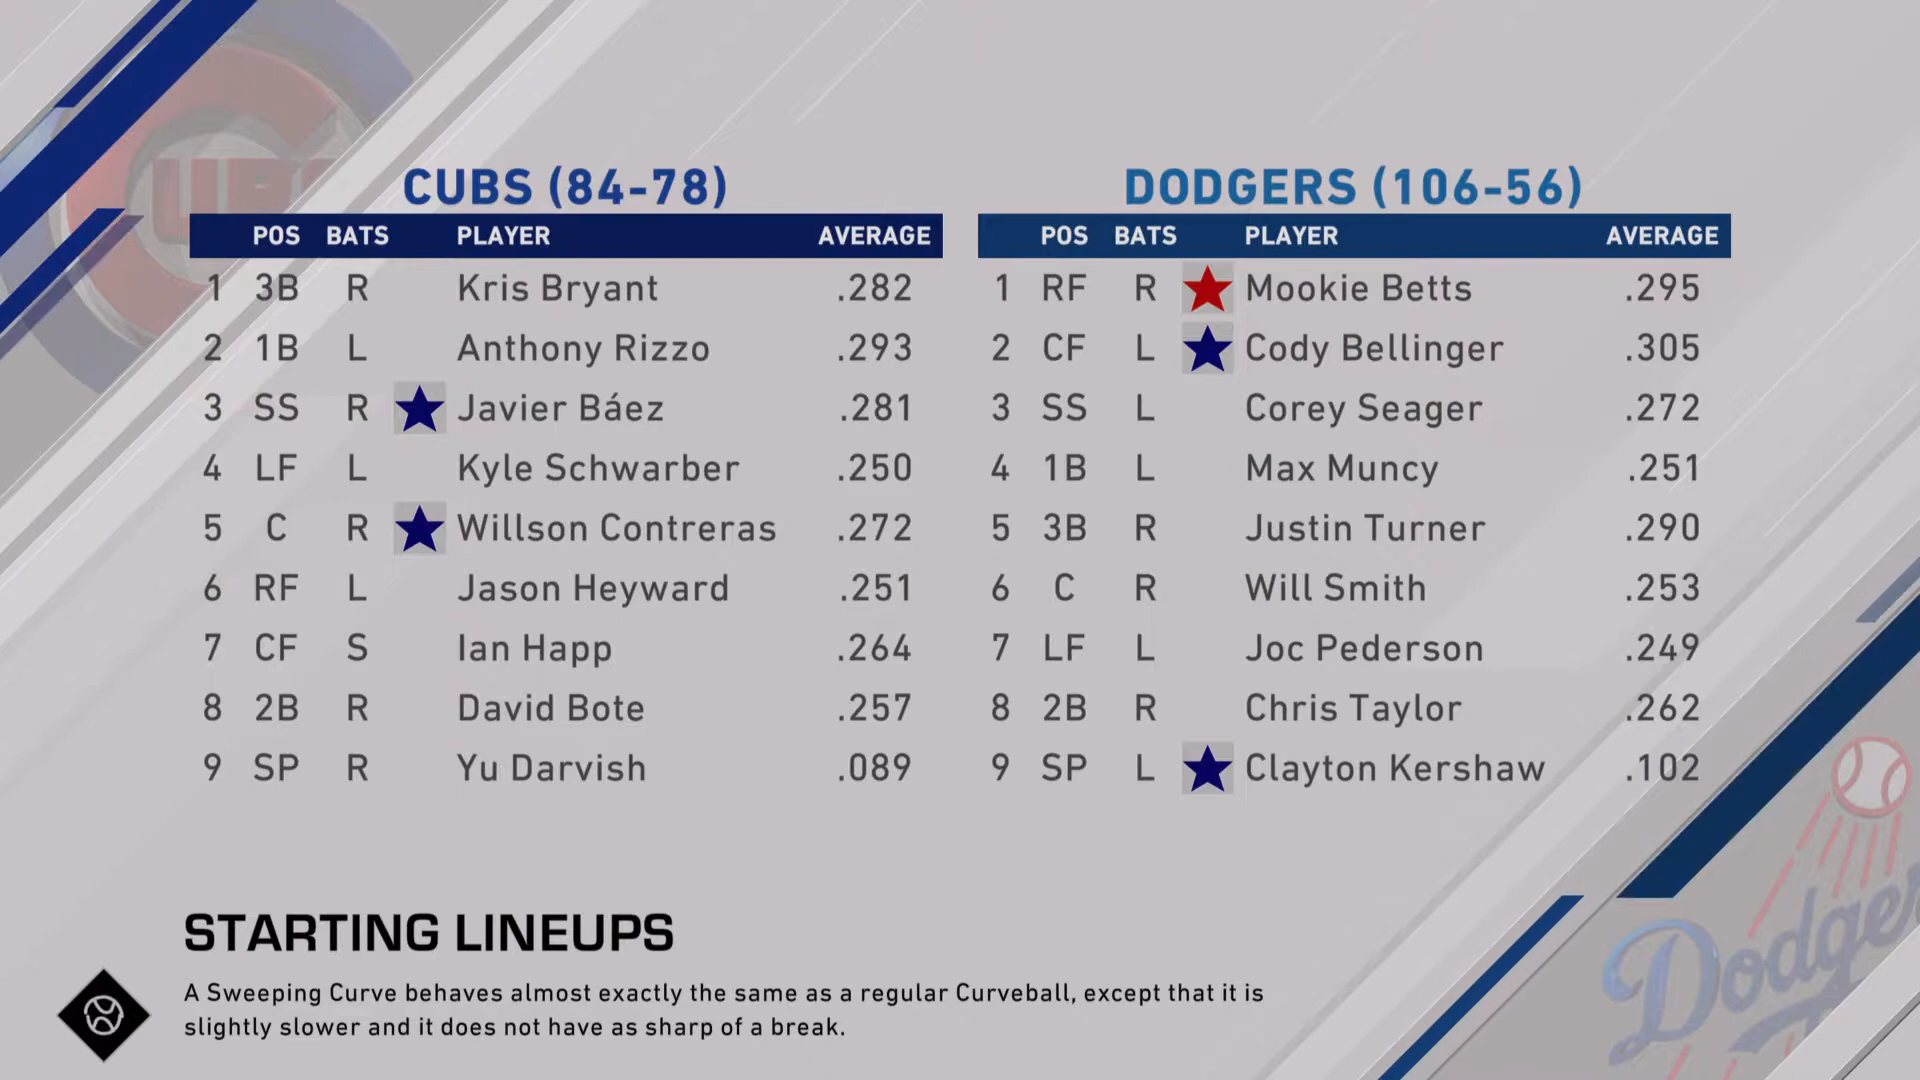 CUBS (84-78)
POS BATS PLAYER AVERAGE
1 3B R Kris Bryant .282
2 1B L Anthony Rizzo .293
3 SS R Javier Báez .281
4 LF L Kyle Schwarber .250
5 C R Willson Contreras .272
6 RF L Jason Heyward .251
7 CF S Ian Happ .264
8 2B R David Bote .257
9 SP R Yu Darvish .089
DODGERS (106-56)
POS BATS PLAYER AVERAGE
1 RF R Mookie Betts .295
2 CF L Cody Bellinger .305
3 SS L Corey Seager .272
4 1B L Max Muncy .251
5 3B R Justin Turner .290
6 C R Will Smith .253
7 LF L Joc Pederson .249
8 2B R Chris Taylor .262
9 SP L Clayton Kershaw .102
STARTING LINEUPS
A Sweeping Curve behaves almost exactly the same as a regular Curveball, except that it is
slightly slower and it does not have as sharp of a break.
Dodgers